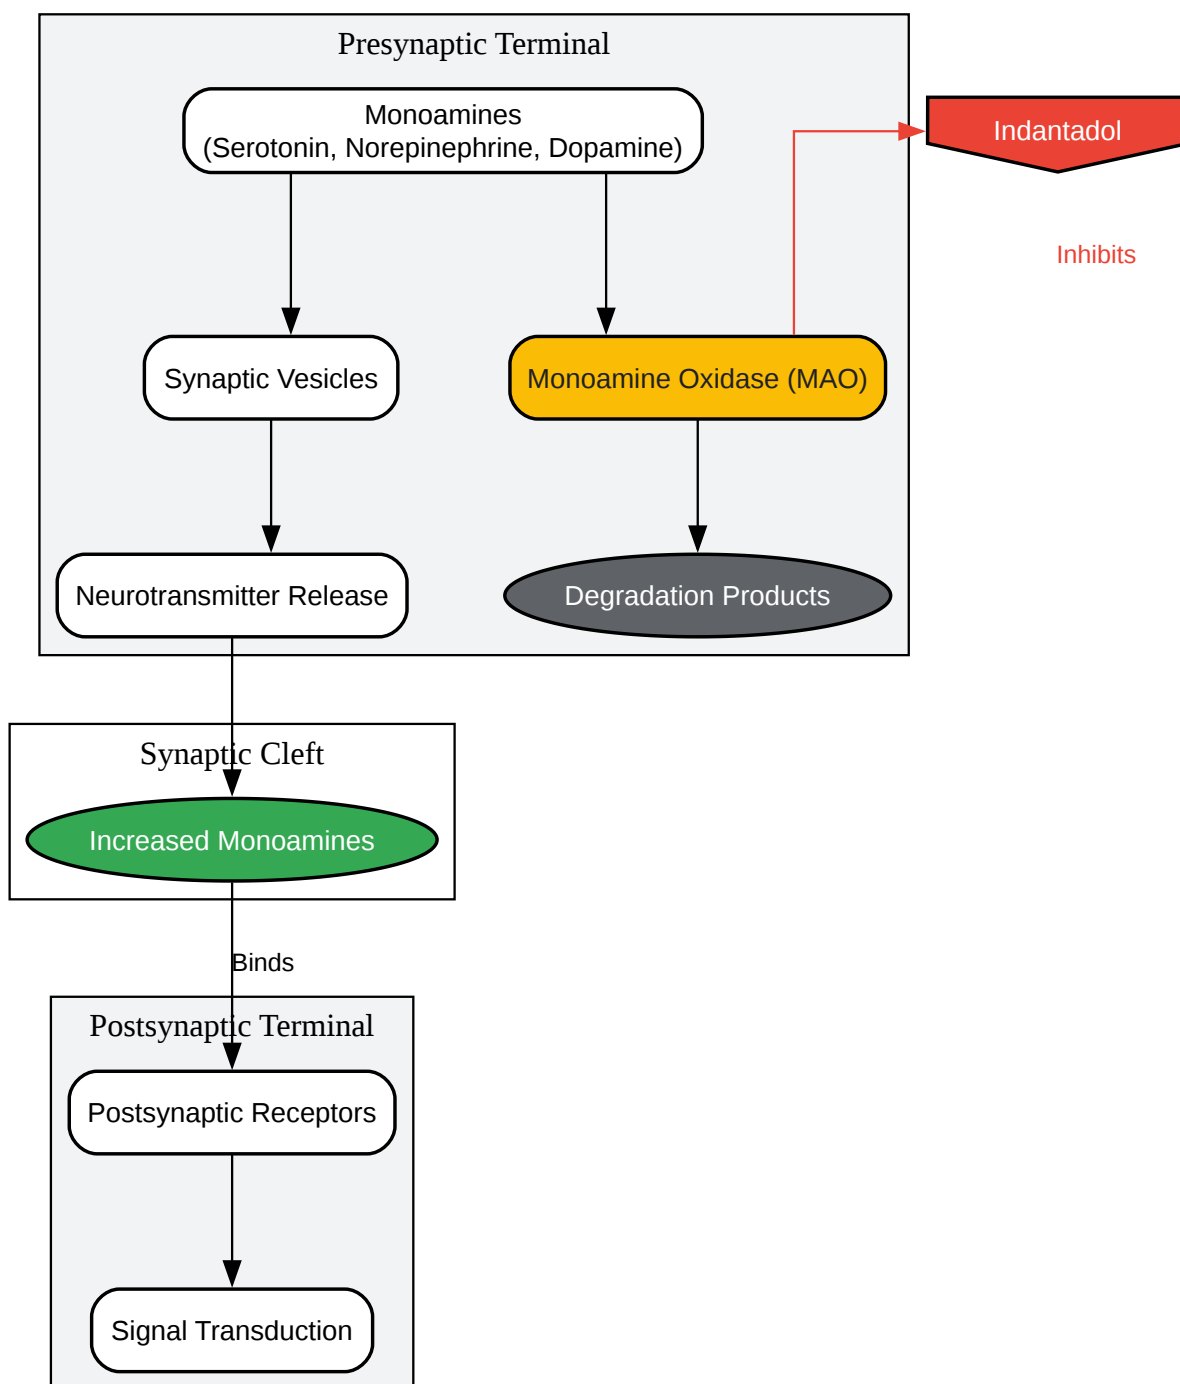 Presynaptic Terminal
Monoamines
(Serotonin, Norepinephrine, Dopamine)
Indantadol
Inhibits
Synaptic Vesicles
Monoamine Oxidase (MAO)
Neurotransmitter Release
Degradation Products
Synaptic Cleft
Increased Monoamines
Binds
Postsynaptic Terminal
Postsynaptic Receptors
Signal Transduction